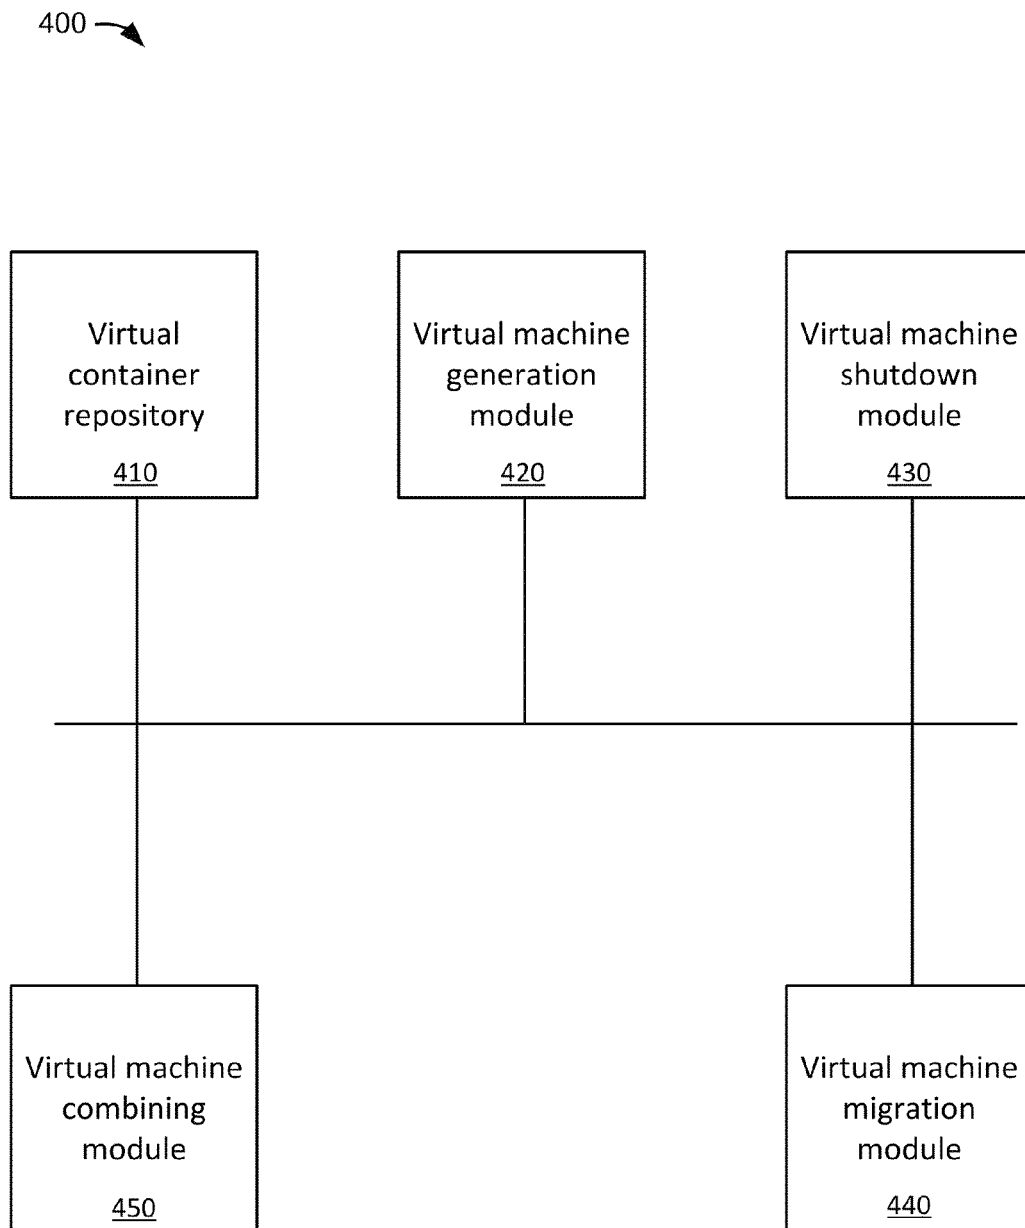 400
Virtual
container
repository
410
Virtual machine
generation
module
420
Virtual machine
shutdown
module
430
Virtual machine
combining
module
450
Virtual machine
migration
module
440